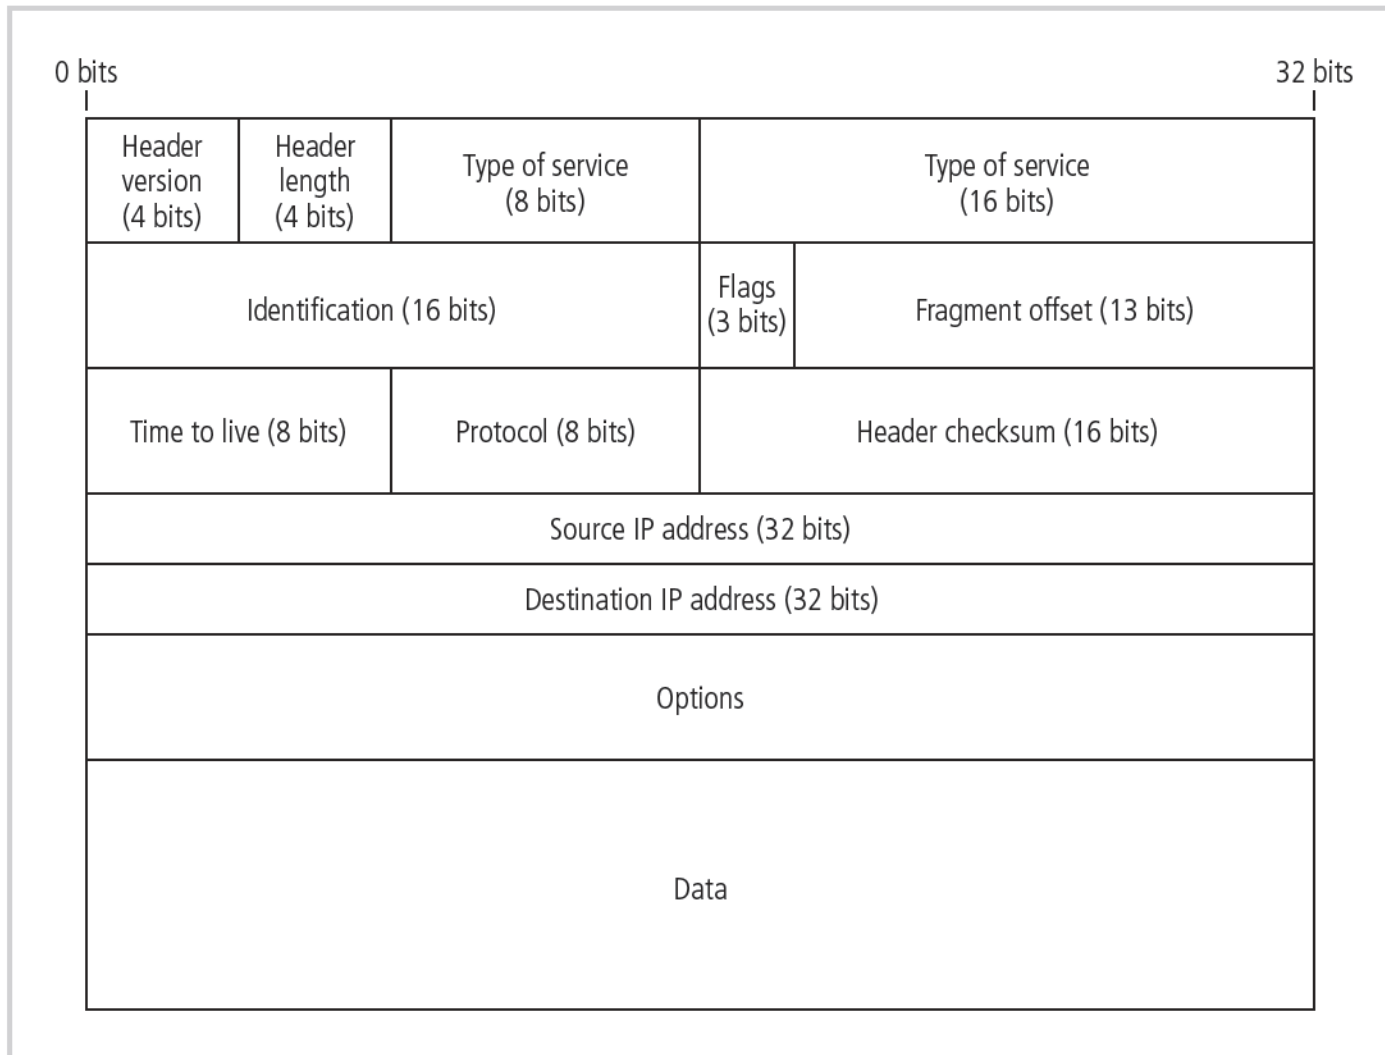 0 bits
32 bits
Header
version
(4 bits)
Header
length
(4 bits)
Type of service
(8 bits)
Type of service
(16 bits)
Identification (16 bits)
Flags
(3 bits)
Fragment offset (13 bits)
Time to live (8 bits)
Protocol (8 bits)
Header checksum (16 bits)
Source IP address (32 bits)
Destination IP address (32 bits)
Options
Data